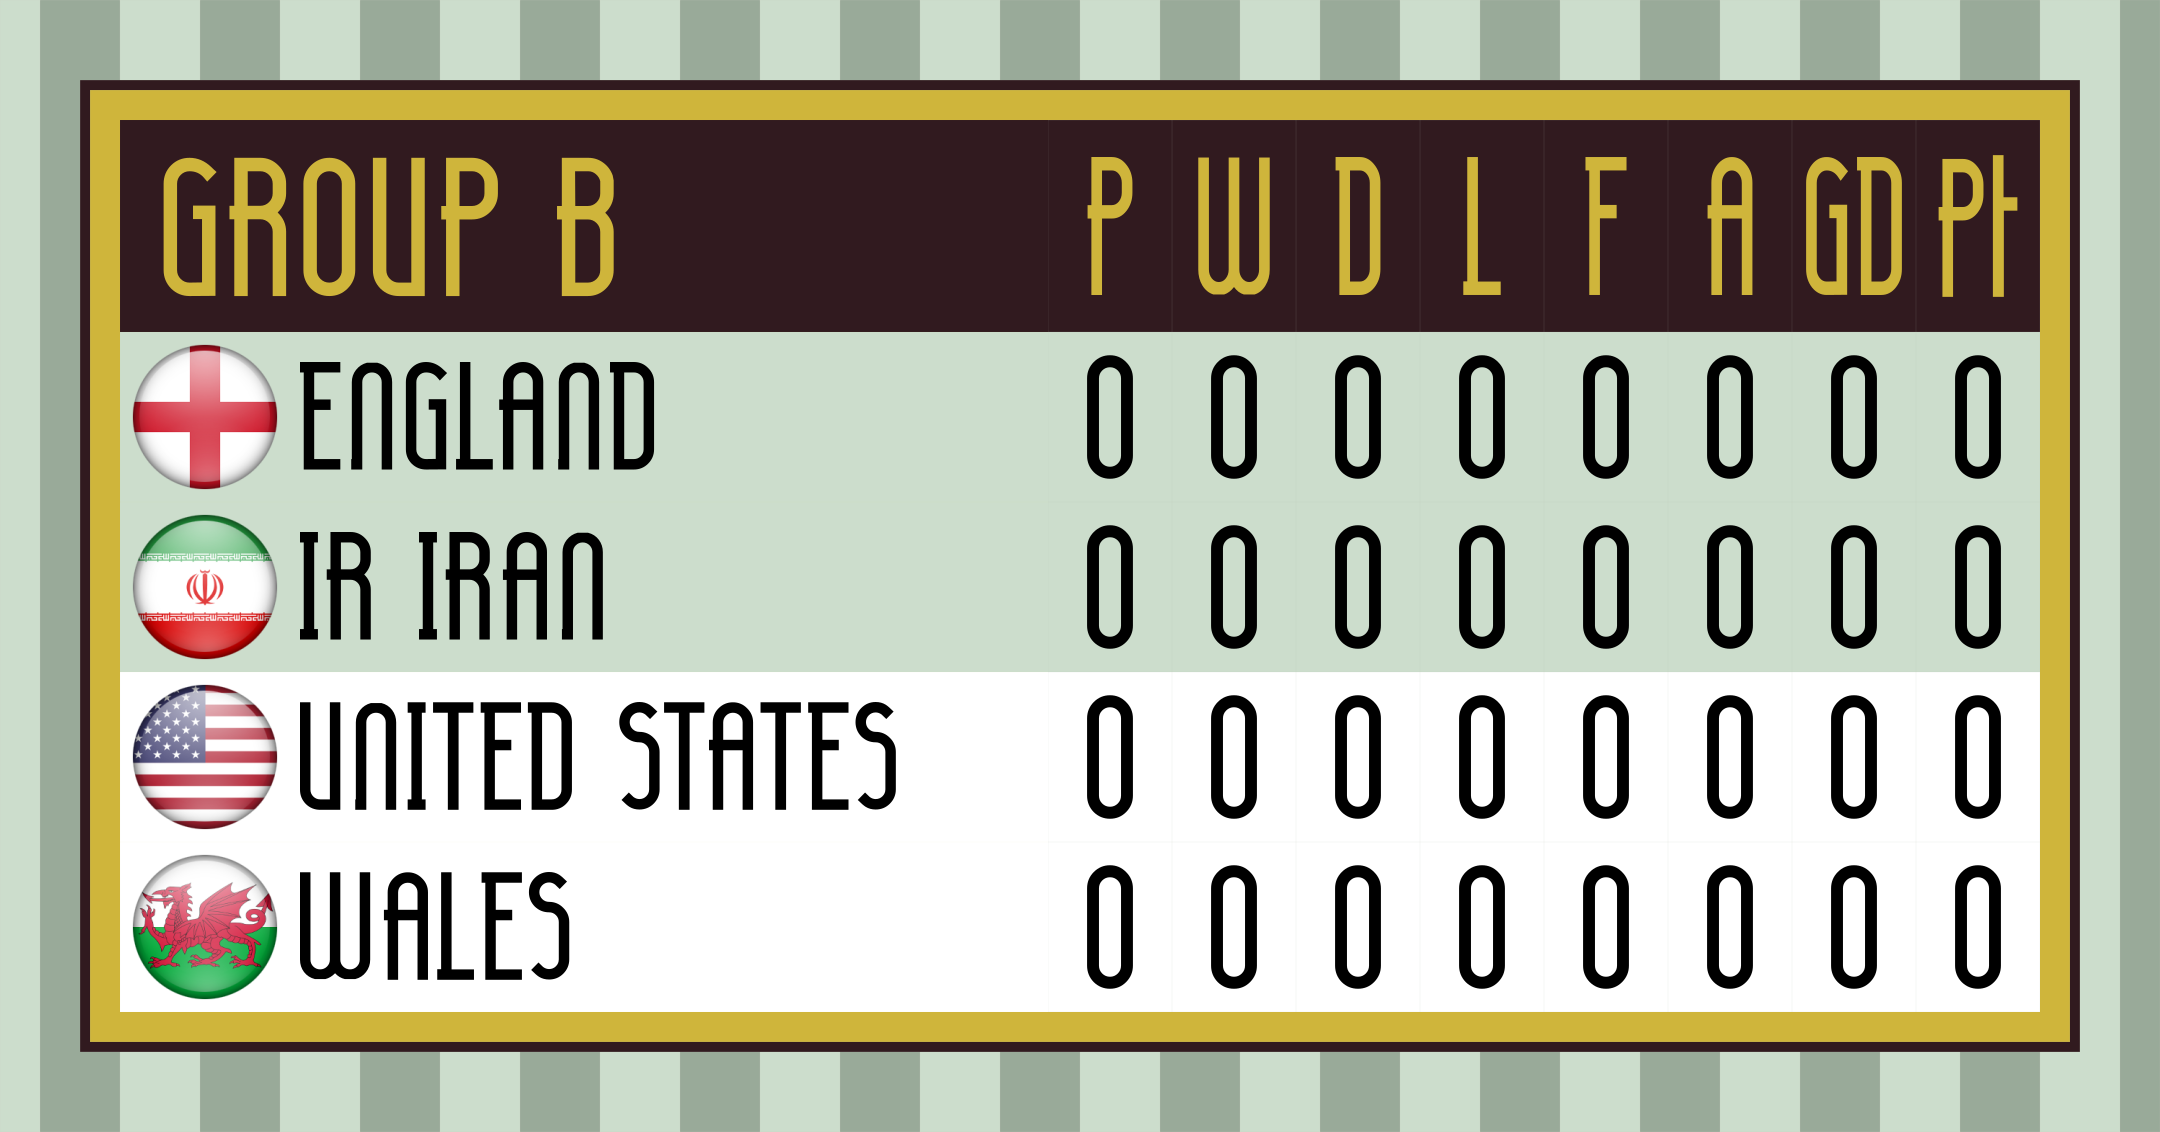 GROUP B P W D L F A GD Pt
ENGLAND 0 0 0 0 0 0 0 0
IR IRAN 0 0 0 0 0 0 0 0
UNITED STATES 0 0 0 0 0 0 0 0
WALES 0 0 0 0 0 0 0 0